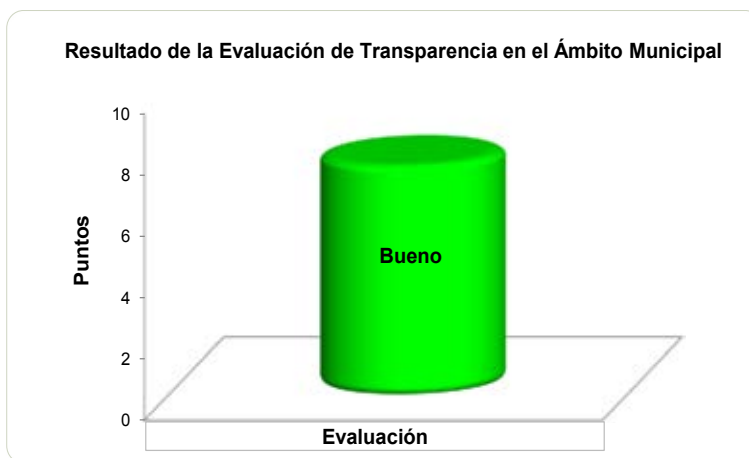 Resultado de la Evaluación de Transparencia en el Ámbito Municipal
10
8
6
4
2
0
Puntos
Bueno
Evaluación